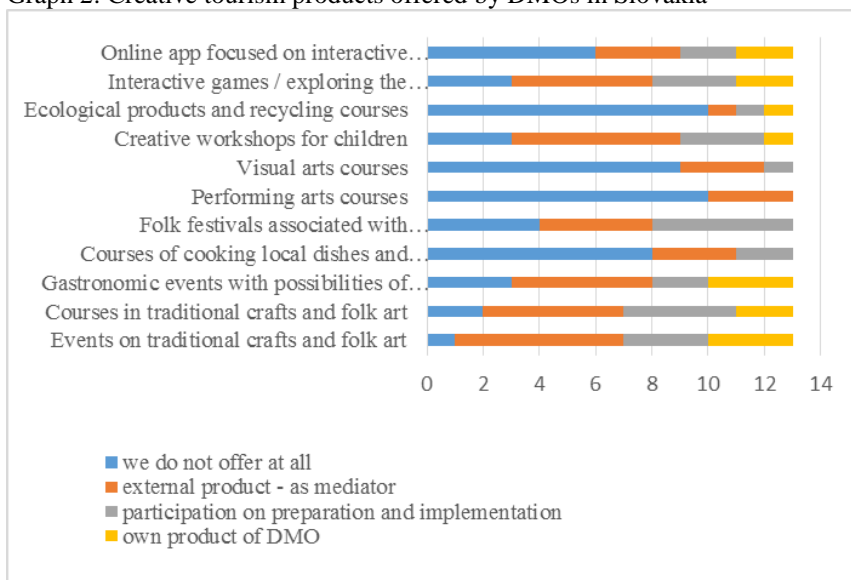 Graph 2: Creative tourism products offered by DMOs in Slovakia
Online app focused on interactive…
Interactive games / exploring the…
Ecological products and recycling courses
Creative workshops for children
Visual arts courses
Performing arts courses
Folk festivals associated with…
Courses of cooking local dishes and…
Gastronomic events with possibilities of…
Courses in traditional crafts and folk art
Events on traditional crafts and folk art
0 2 4 6 8 10 12 14
we do not offer at all
external product - as mediator
participation on preparation and implementation
own product of DMO